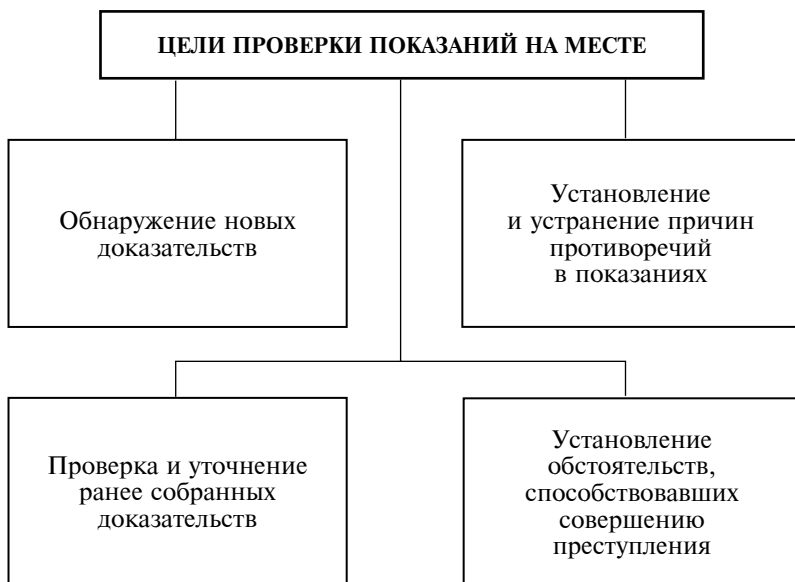 ЦЕЛИ ПРОВЕРКИ ПОКАЗАНИЙ НА МЕСТЕ
Обнаружение новых
доказательств
Установление
и устранение причин
противоречий
в показаниях
Проверка и уточнение
ранее собранных
доказательств
Установление
обстоятельств,
способствовавших
совершению
преступления